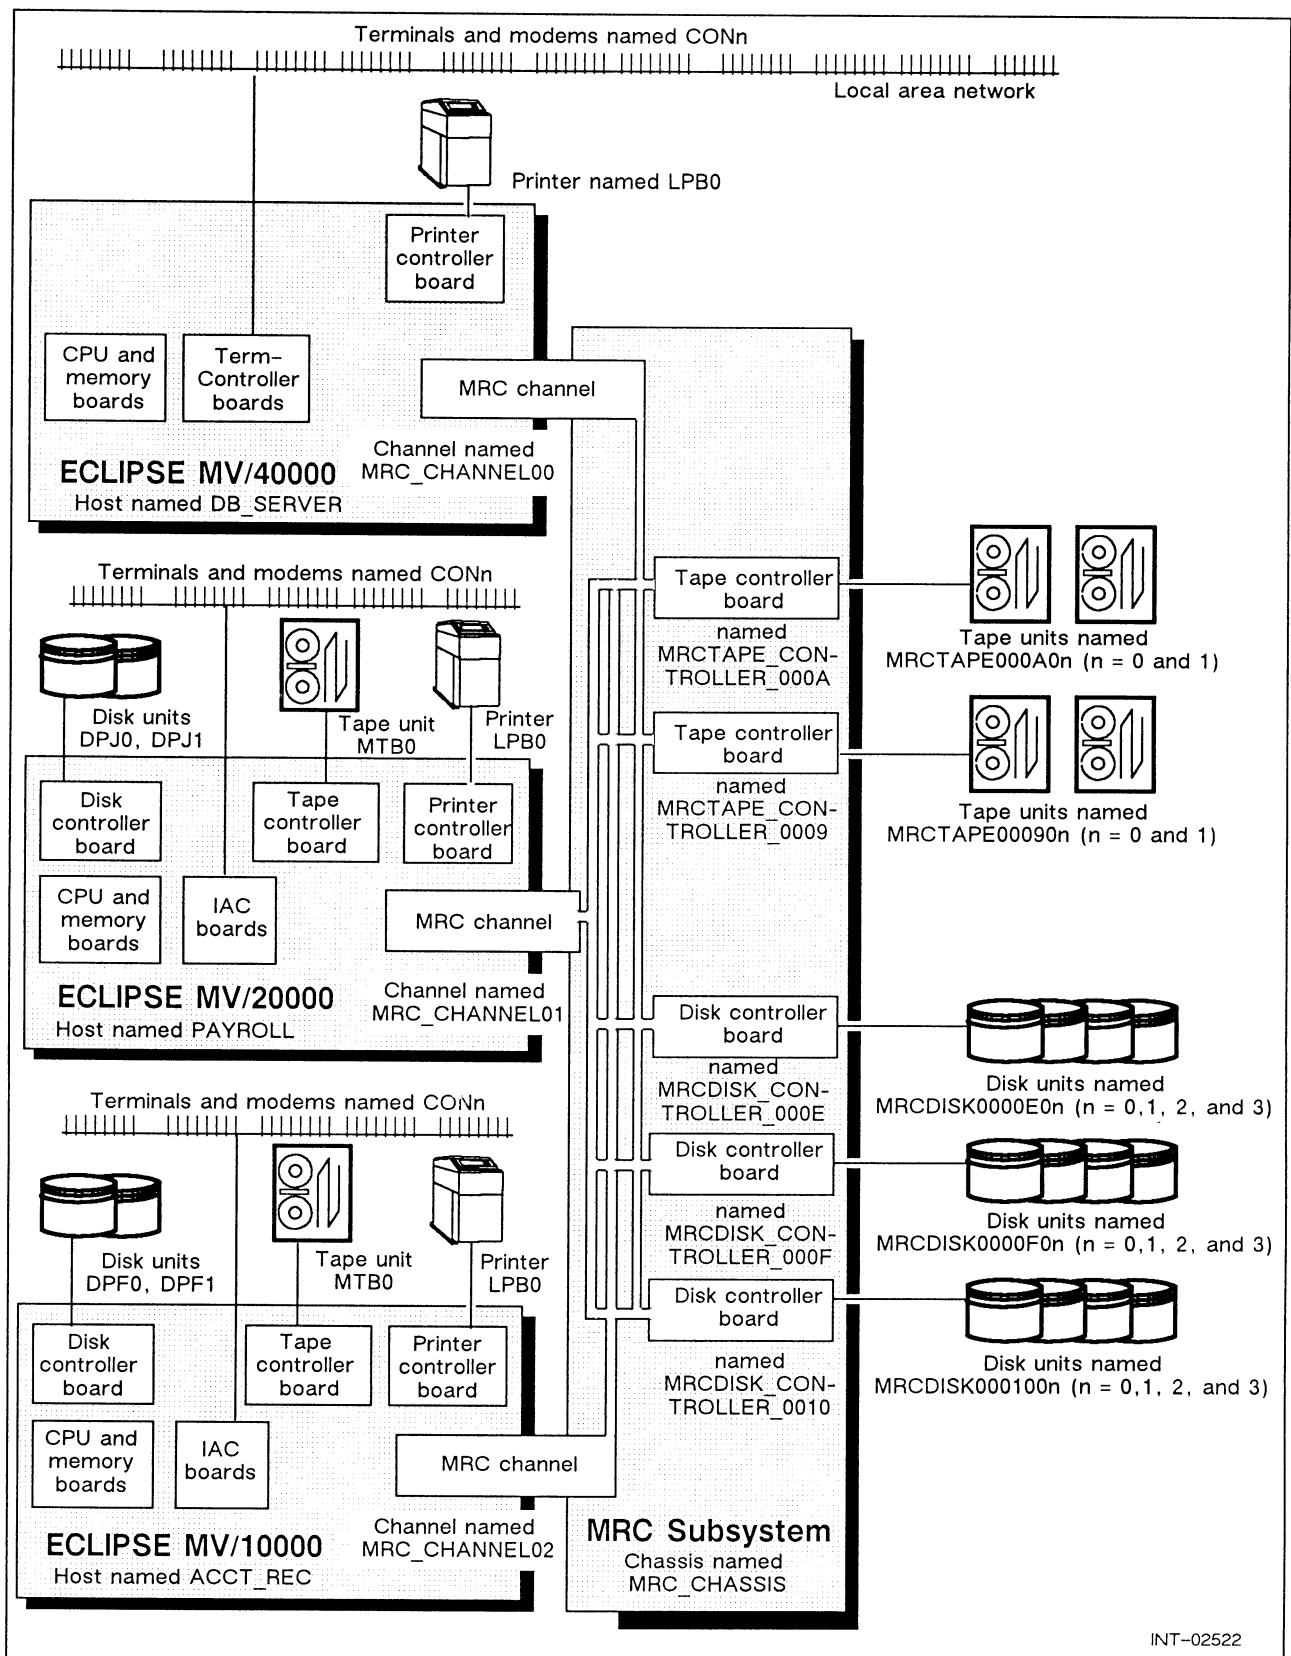 Terminals and modems named CONn
Local area network
Printer named LPB0
Printer
controller
board
CPU and
memory
boards
Term-
Controller
boards
MRC channel
Channel named
MRC_CHANNEL00
ECLIPSE MV/40000
Host named DB_SERVER
Terminals and modems named CONn
Disk units
DPJ0, DPJ1
Tape unit
MTB0
Printer
LPB0
Disk
controller
board
Tape
controller
board
Printer
controller
board
CPU and
memory
boards
IAC
boards
MRC channel
ECLIPSE MV/20000
Host named PAYROLL
Channel named
MRC_CHANNEL01
Terminals and modems named CONn
Disk units
DPF0, DPF1
Tape unit
MTB0
Printer
LPB0
Disk
controller
board
Tape
controller
board
Printer
controller
board
CPU and
memory
boards
IAC
boards
MRC channel
ECLIPSE MV/10000
Host named ACCT_REC
Channel named
MRC_CHANNEL02
Tape controller
board
named
MRCTAPE_CON-
TROLLER_000A
Tape units named
MRCTAPE000A0n (n = 0 and 1)
Tape controller
board
named
MRCTAPE_CON-
TROLLER_0009
Tape units named
MRCTAPE00090n (n = 0 and 1)
Disk controller
board
named
MRCDISK_CON-
TROLLER_000E
Disk units named
MRCDISK0000E0n (n = 0,1, 2, and 3)
Disk controller
board
named
MRCDISK_CON-
TROLLER_000F
Disk units named
MRCDISK0000F0n (n = 0,1, 2, and 3)
Disk controller
board
named
MRCDISK_CON-
TROLLER_0010
Disk units named
MRCDISK000100n (n = 0,1, 2, and 3)
MRC Subsystem
Chassis named
MRC_CHASSIS
INT-02522